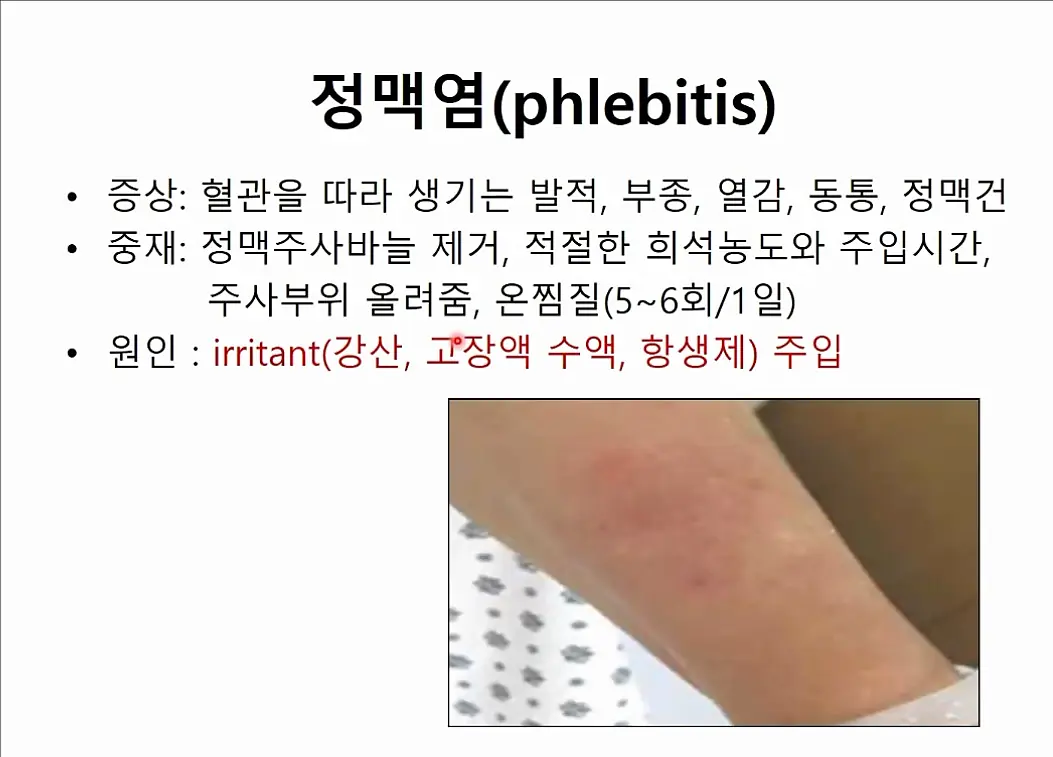 정맥염(phlebitis)
• 증상: 혈관을 따라 생기는 발적, 부종, 열감, 동통, 정맥건
• 중재: 정맥주사바늘 제거, 적절한 희석농도와 주입시간,
주사부위 올려줌, 온찜질(5~6회/1일)
• 원인 : irritant(강산, 고장액 수액, 항생제) 주입